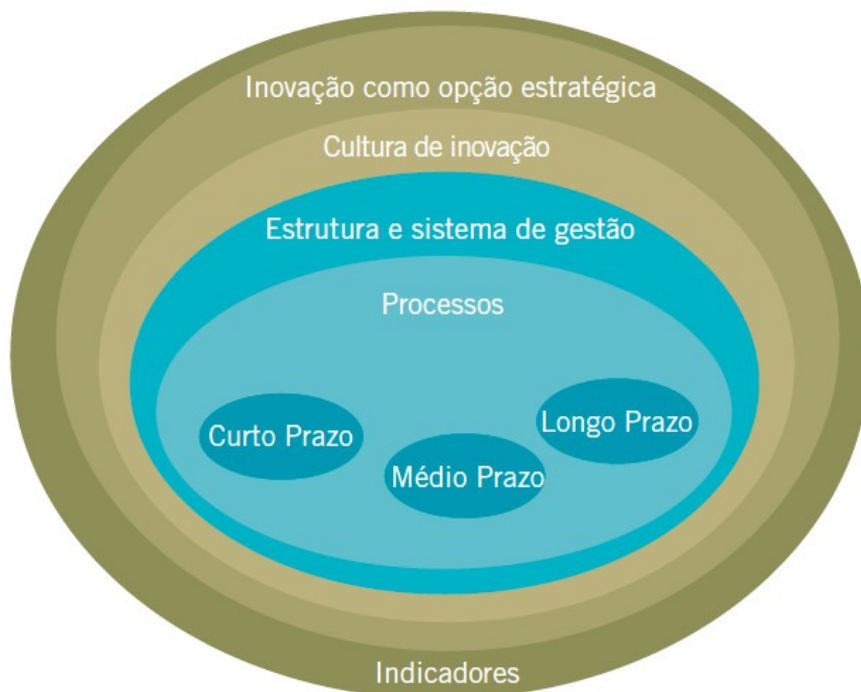 Inovação como opção estratégica
Cultura de inovação
Estrutura e sistema de gestão
Processos
Curto Prazo
Médio Prazo
Longo Prazo
Indicadores